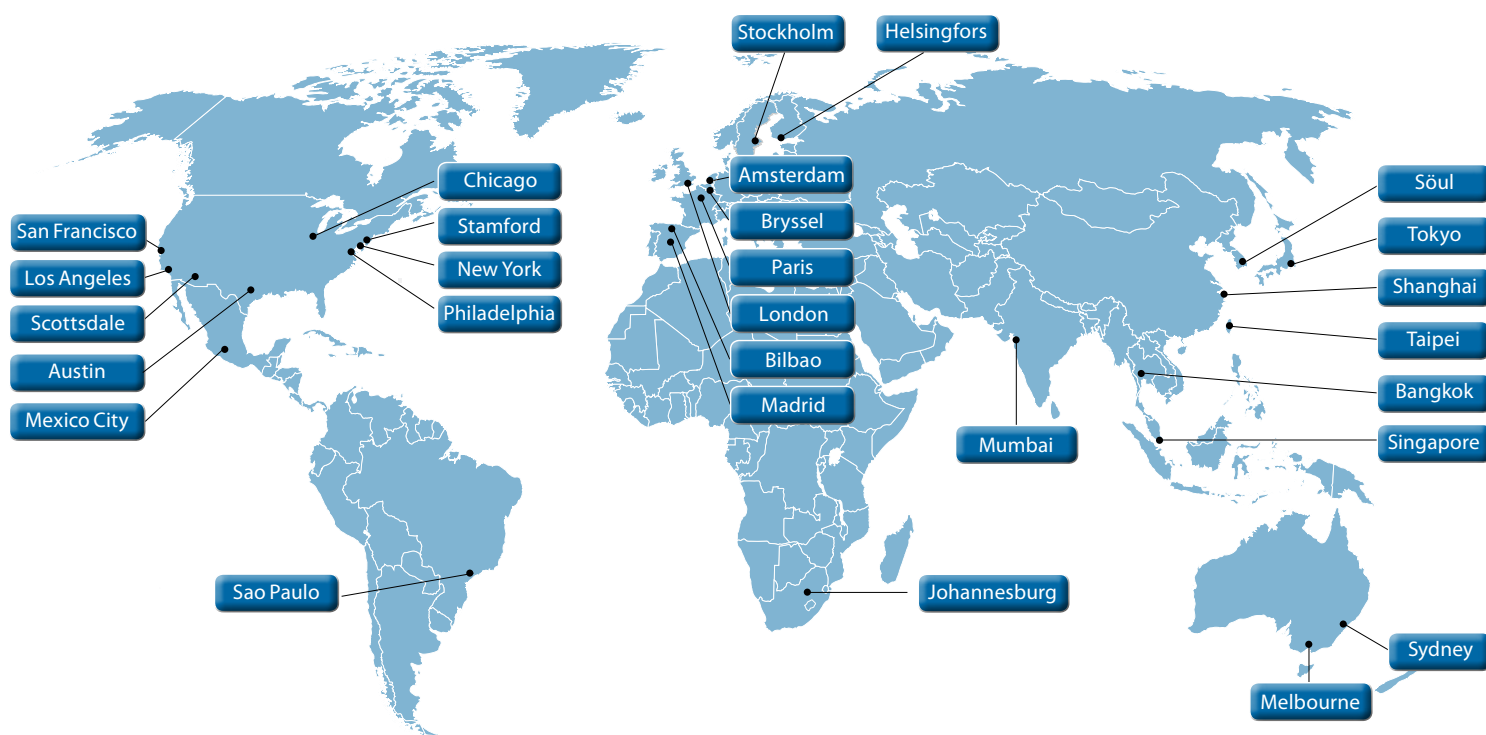 Stockholm
Helsingfors
Chicago
Stamford
New York
Philadelphia
San Francisco
Los Angeles
Scottsdale
Austin
Mexico City
Sao Paulo
Amsterdam
Bryssel
Paris
London
Bilbao
Madrid
Mumbai
Johannesburg
Söul
Tokyo
Shanghai
Taipei
Bangkok
Singapore
Sydney
Melbourne